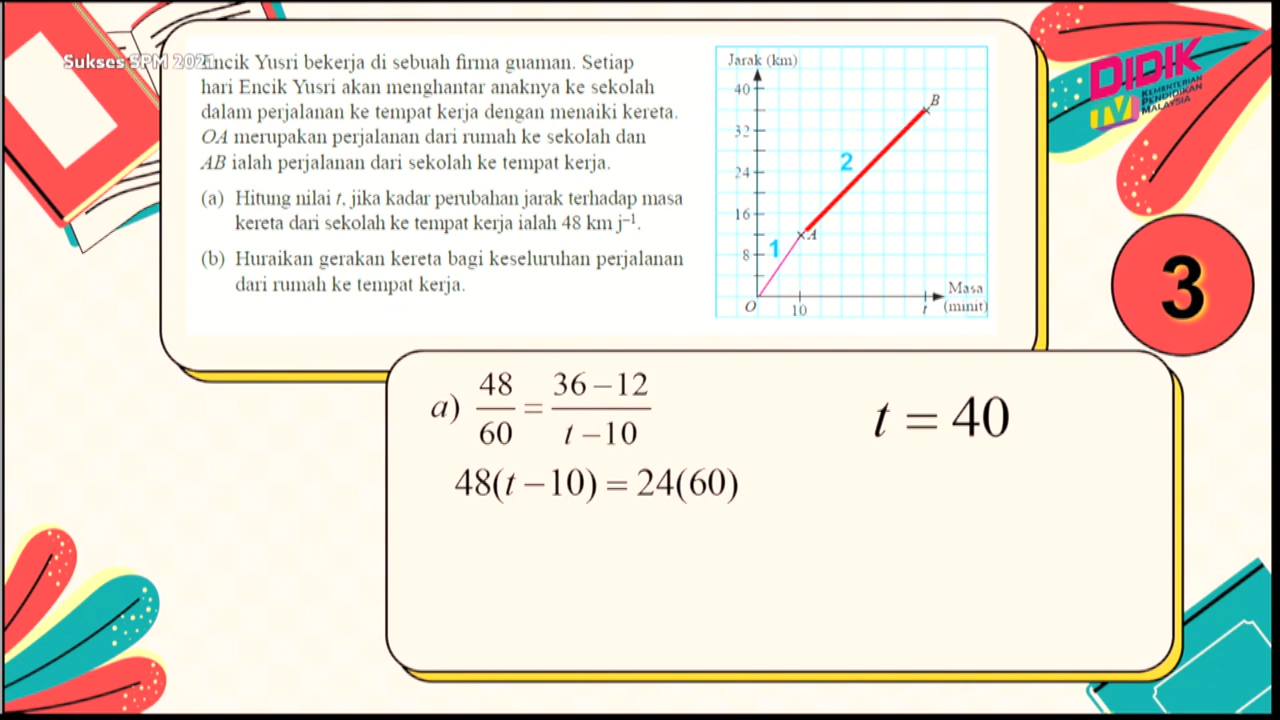 Sukses SPM 202
Encik Yusri bekerja di sebuah firma guaman. Setiap
hari Encik Yusri akan menghantar anaknya ke sekolah
dalam perjalanan ke tempat kerja dengan menaiki kereta.
OA merupakan perjalanan dari rumah ke sekolah dan
AB ialah perjalanan dari sekolah ke tempat kerja.
(a) Hitung nilai t, jika kadar perubahan jarak terhadap masa
kereta dari sekolah ke tempat kerja ialah 48 km j⁻¹.
(b) Huraikan gerakan kereta bagi keseluruhan perjalanan
dari rumah ke tempat kerja.
Jarak (km)
40
32
24
16
8
B
2
A
1
O
10
t
Masa
(minit)
DIDIK
TV
KEMENTERIAN
PENDIDIKAN
MALAYSIA
3
a) 48/60 = (36 – 12)/(t – 10)
48(t – 10) = 24(60)
t = 40